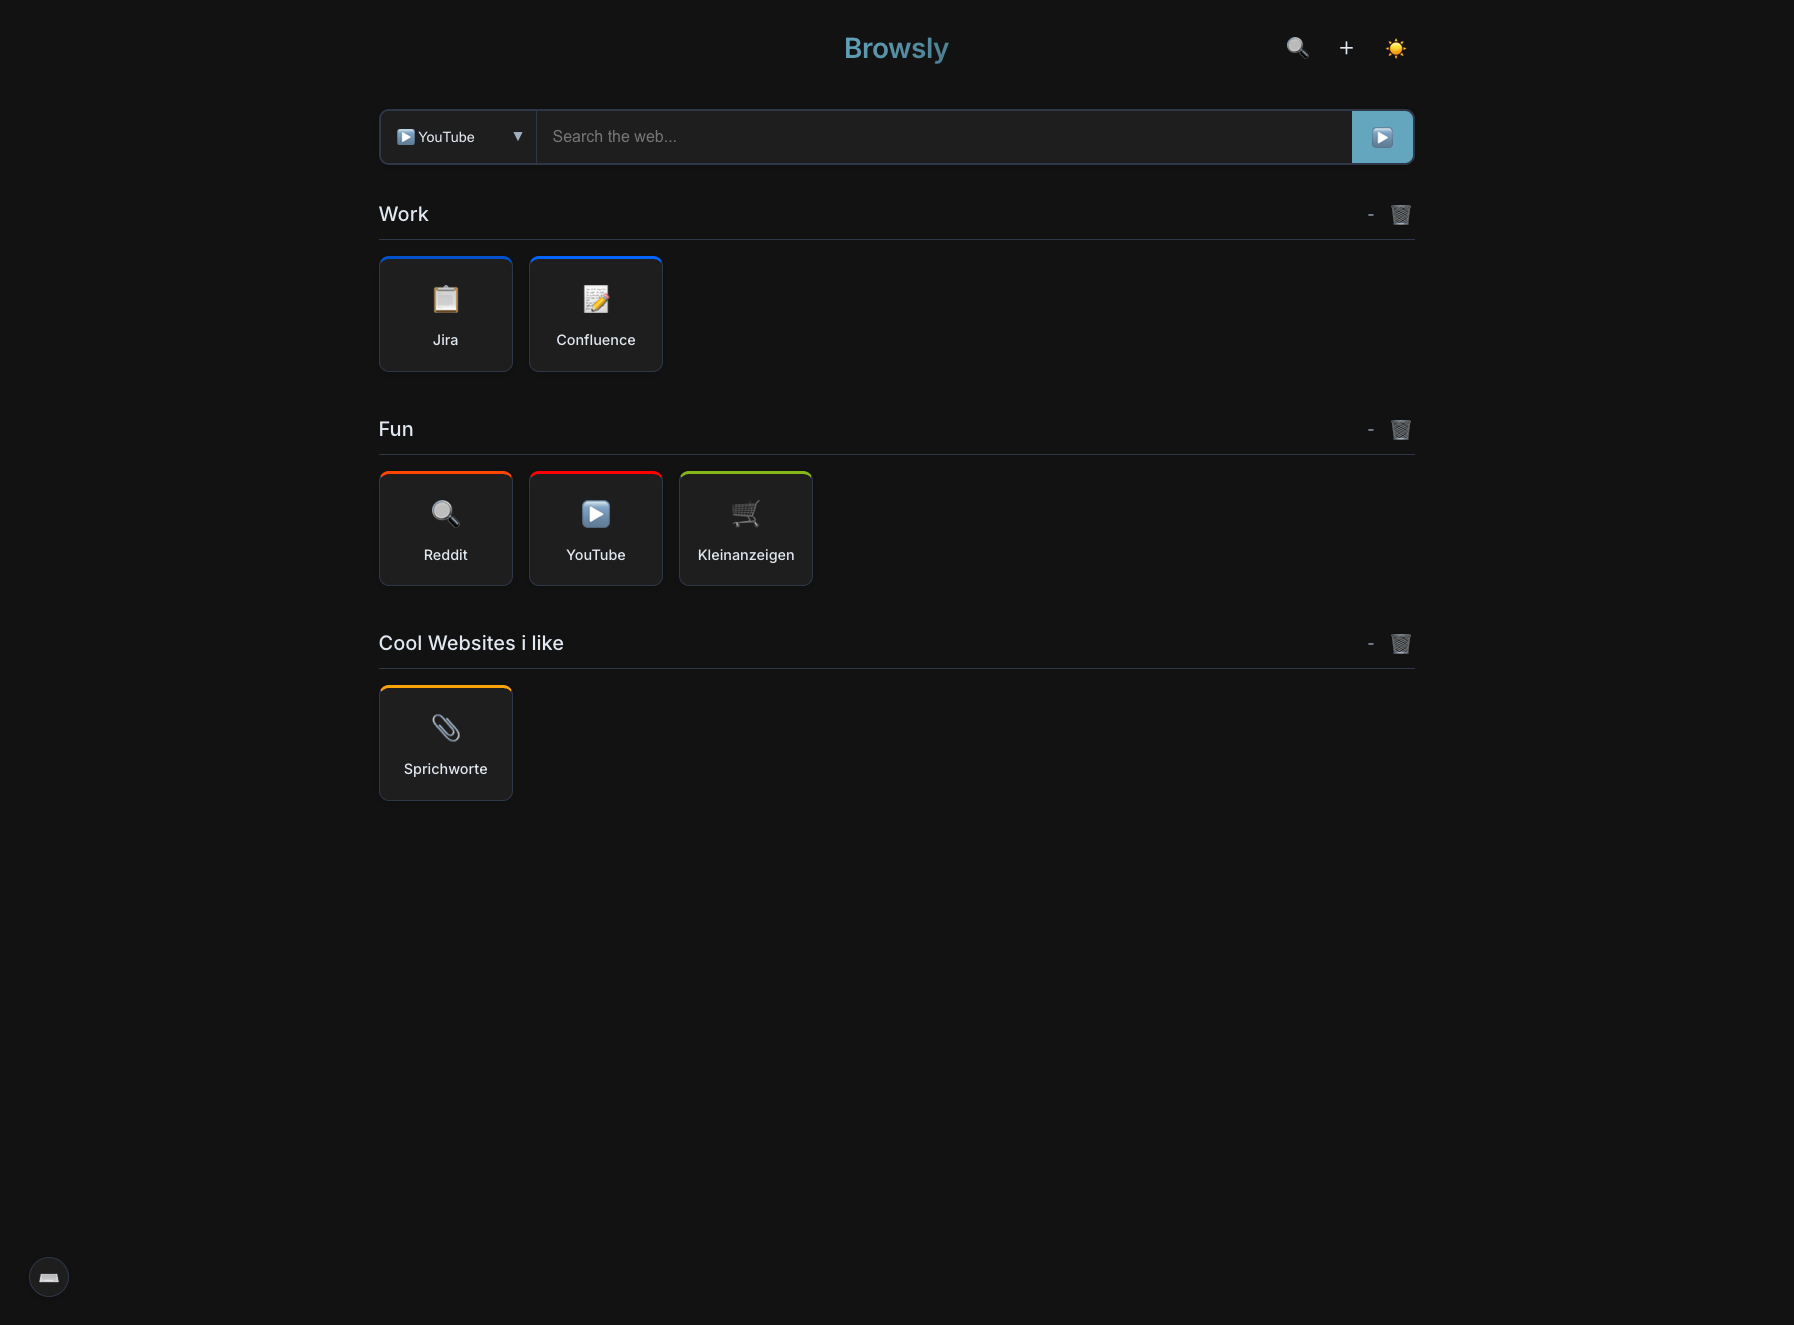 Browsly
+
YouTube ▼ Search the web...
Work -
Jira Confluence
Fun -
Reddit YouTube Kleinanzeigen
Cool Websites i like -
Sprichworte